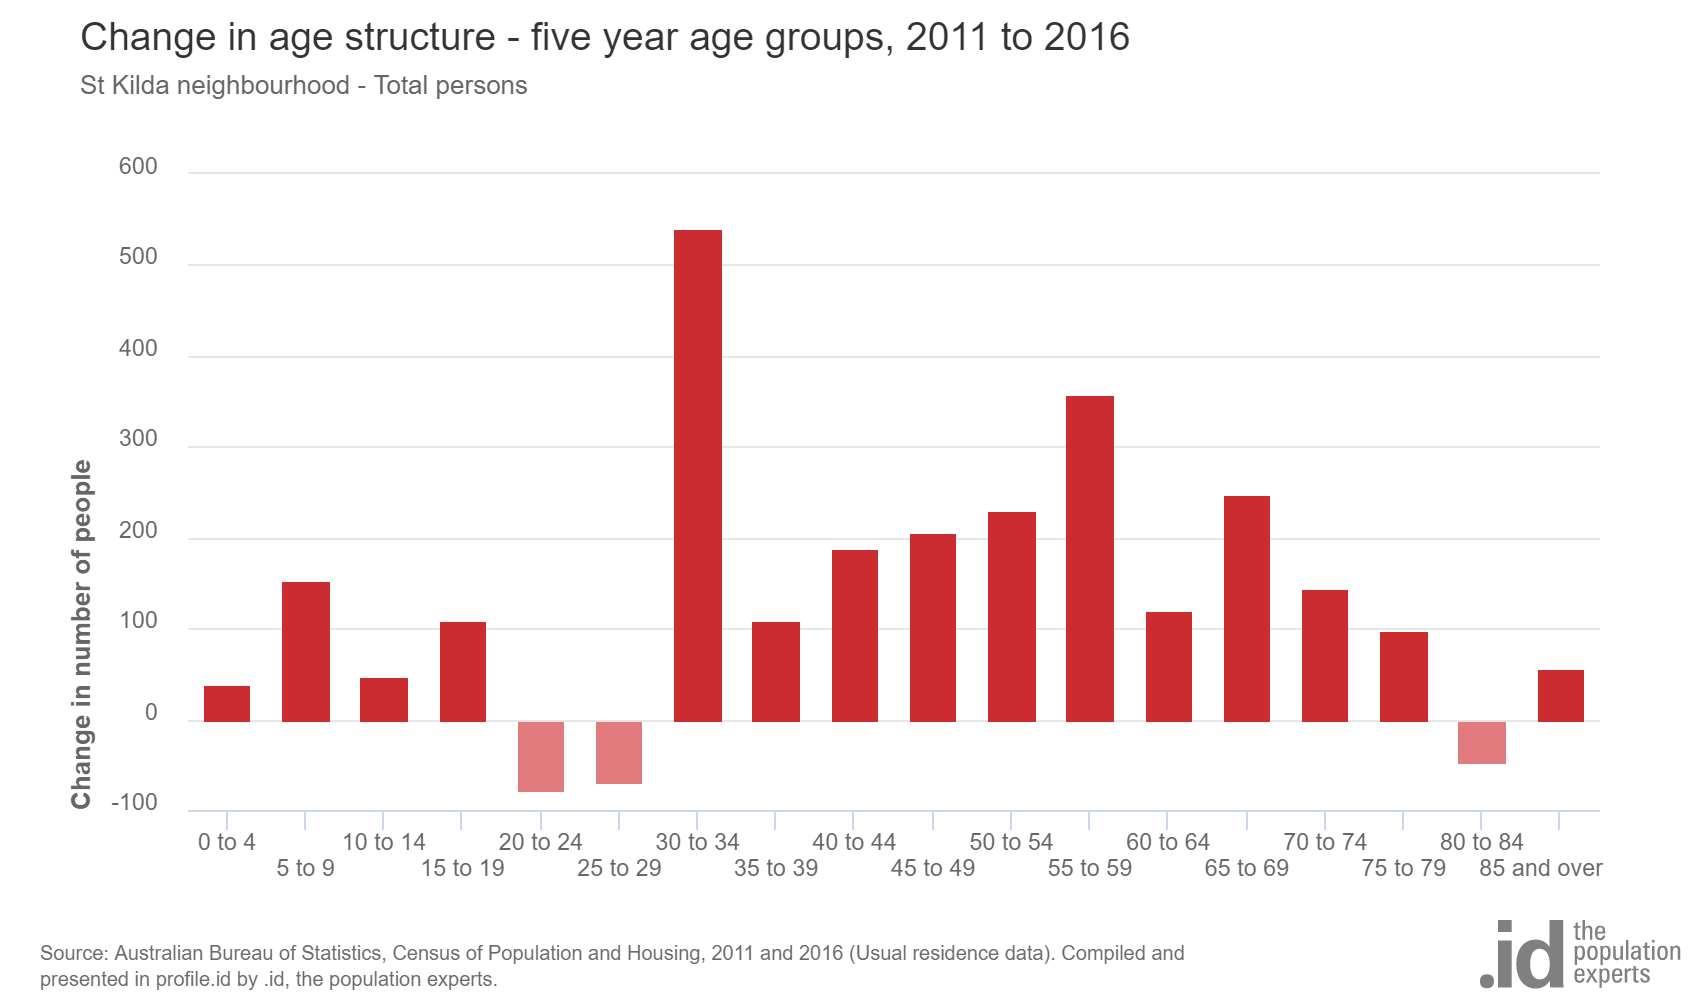 Change in age structure - five year age groups, 2011 to 2016
St Kilda neighbourhood - Total persons
Change in number of people
600
500
400
300
200
100
0
-100
0 to 4
5 to 9
10 to 14
15 to 19
20 to 24
25 to 29
30 to 34
35 to 39
40 to 44
45 to 49
50 to 54
55 to 59
60 to 64
65 to 69
70 to 74
75 to 79
80 to 84
85 and over
Source: Australian Bureau of Statistics, Census of Population and Housing, 2011 and 2016 (Usual residence data). Compiled and
presented in profile.id by .id, the population experts.
.id
the
population
experts